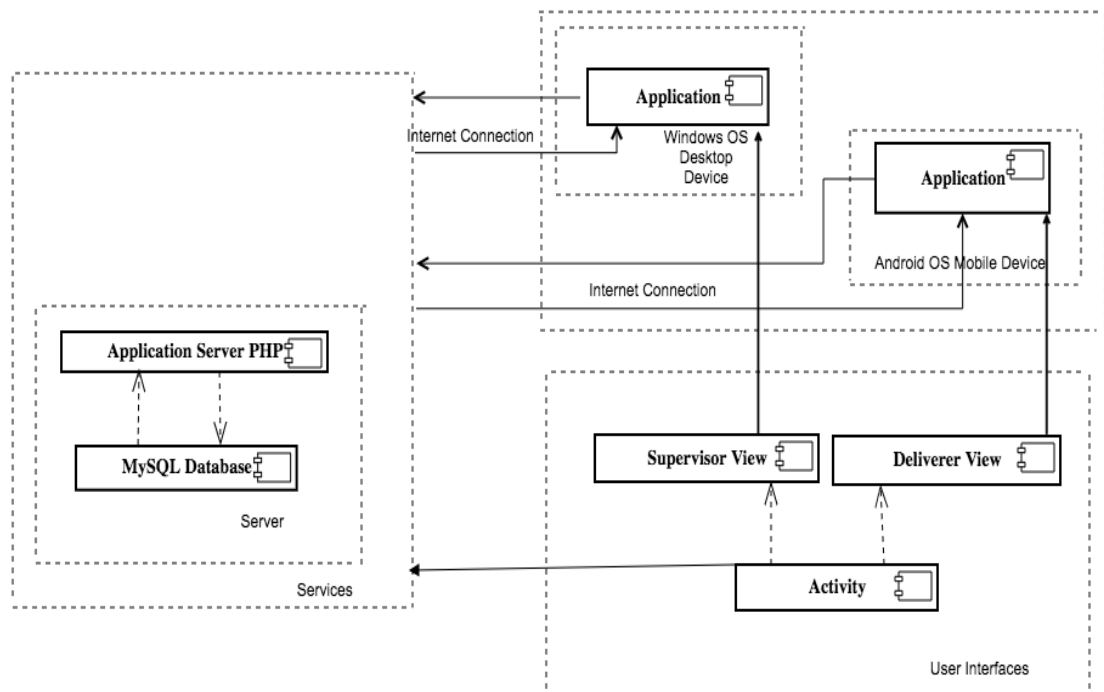 Application
Internet Connection
Windows OS
Desktop
Device
Application
Android OS Mobile Device
Internet Connection
Application Server PHP
MySQL Database
Server
Services
Supervisor View
Deliverer View
Activity
User Interfaces